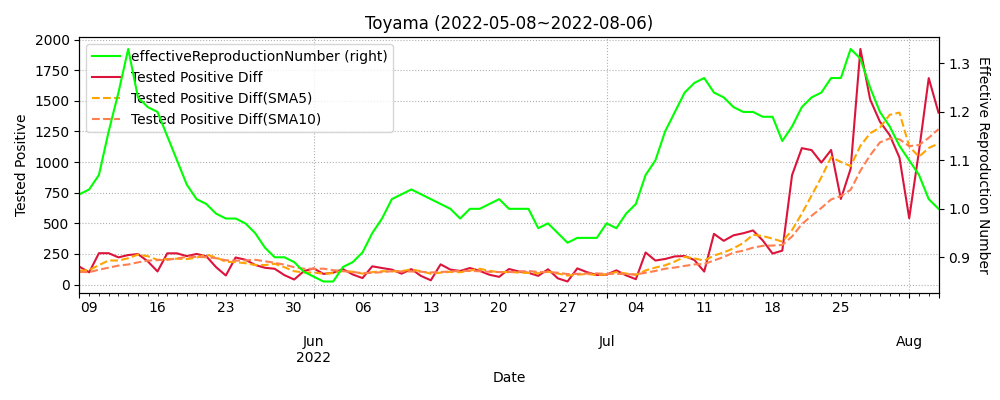 Toyama (2022-05-08~2022-08-06)
effectiveReproductionNumber (right)
Tested Positive Diff
Tested Positive Diff(SMA5)
Tested Positive Diff(SMA10)
Tested Positive
2000
1750
1500
1250
1000
750
500
250
0
Effective Reproduction Number
1.3
1.2
1.1
1.0
0.9
09 16 23 30 06 13 20 27 04 11 18 25
Jun Jul Aug
2022
Date